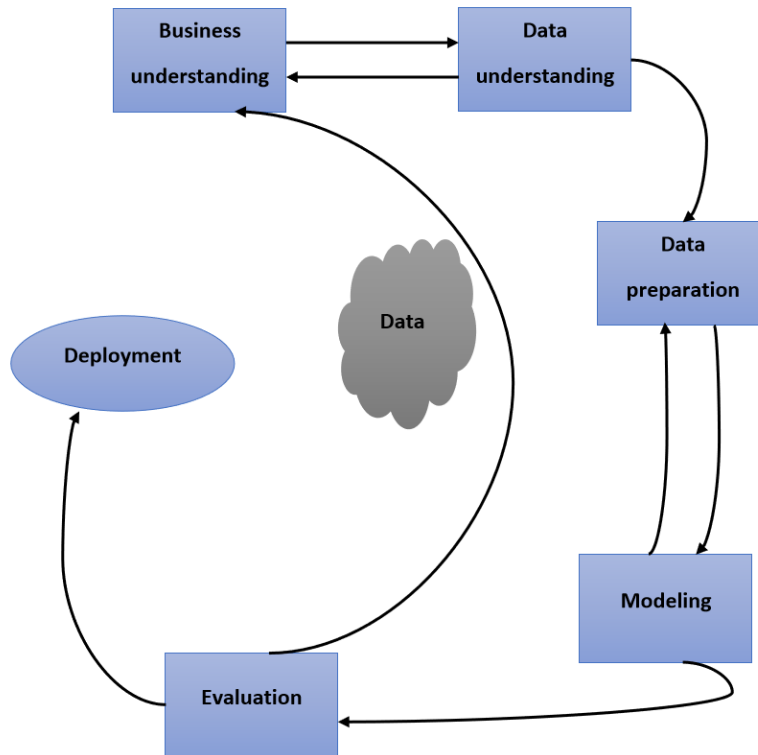 Business
understanding
Data
understanding
Data
preparation
Data
Deployment
Modeling
Evaluation